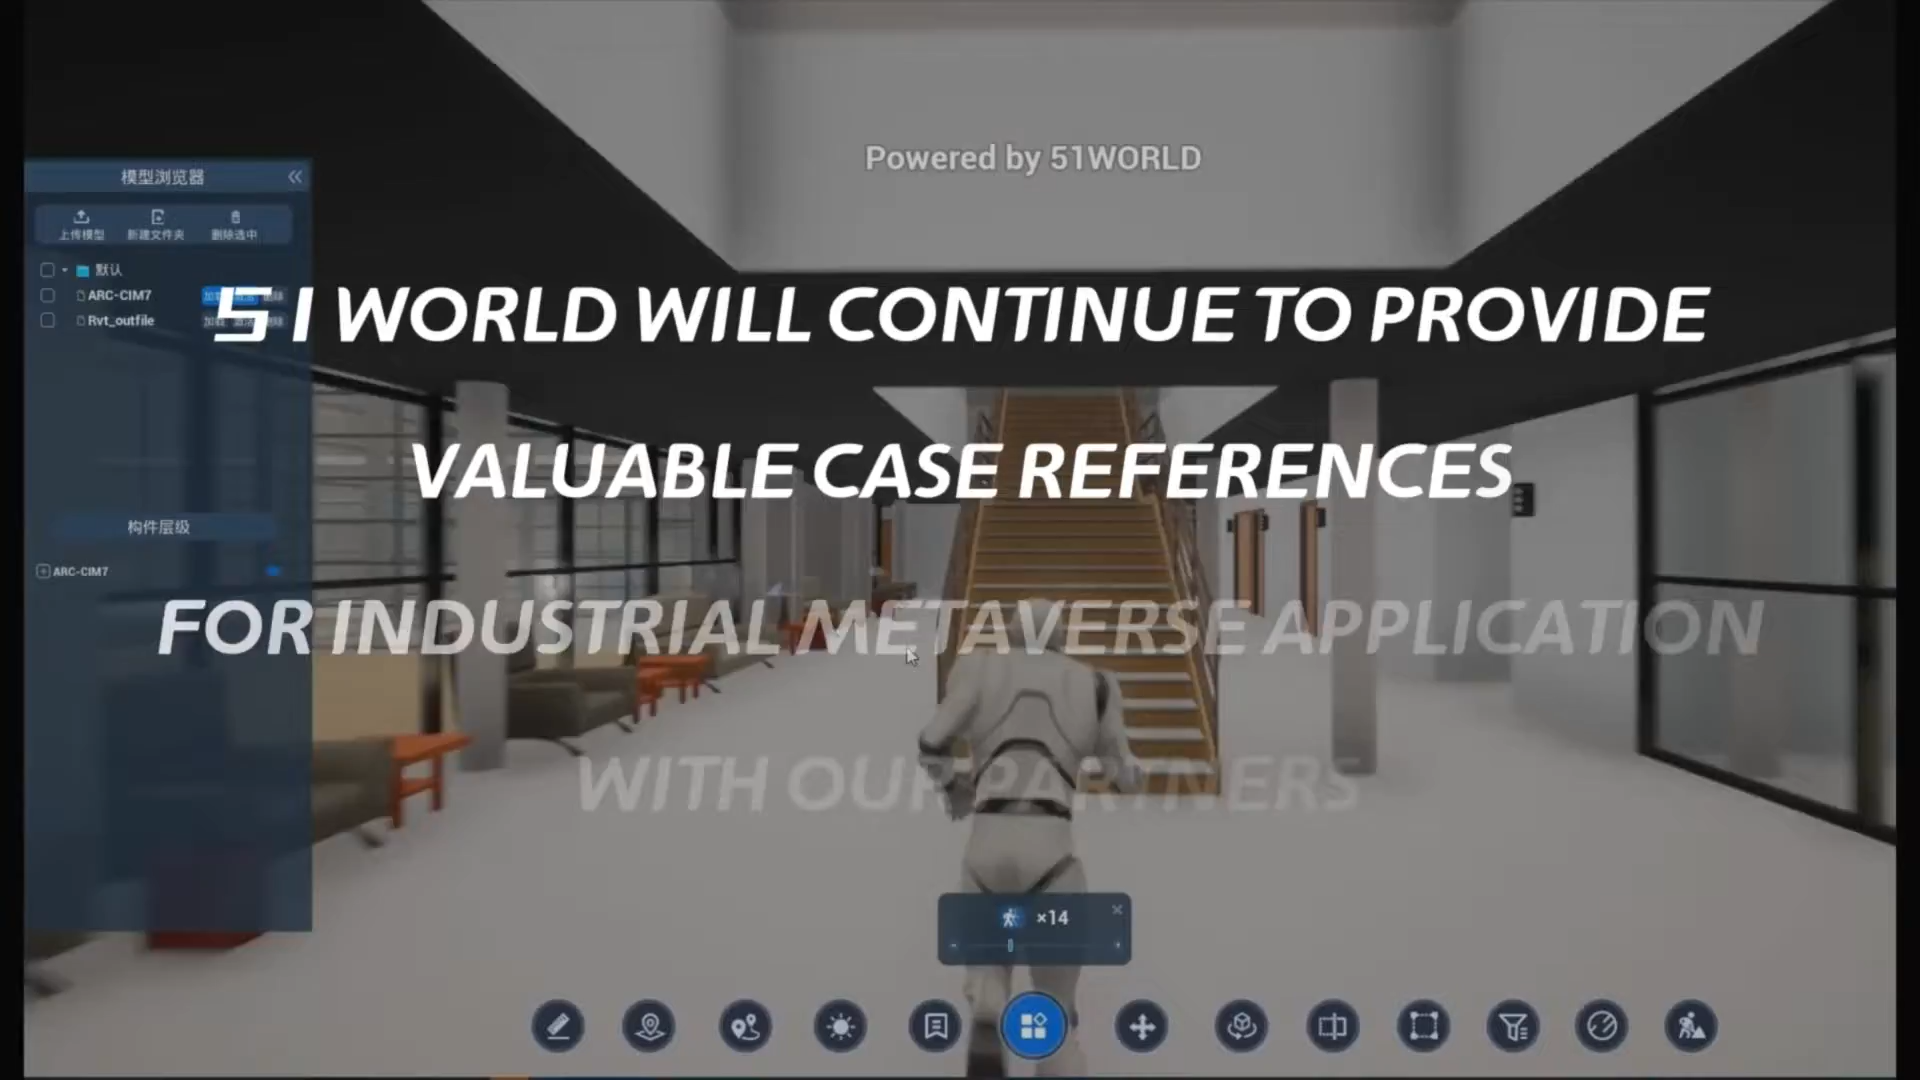 Powered by 51WORLD
模型浏览器
上传模型 新建文件夹 删除选中
默认
ARC-CIM7
Rvt_outfile
51 WORLD WILL CONTINUE TO PROVIDE
VALUABLE CASE REFERENCES
构件层级
ARC-CIM7
FOR INDUSTRIAL METAVERSE APPLICATION
WITH OUR PARTNERS
×14